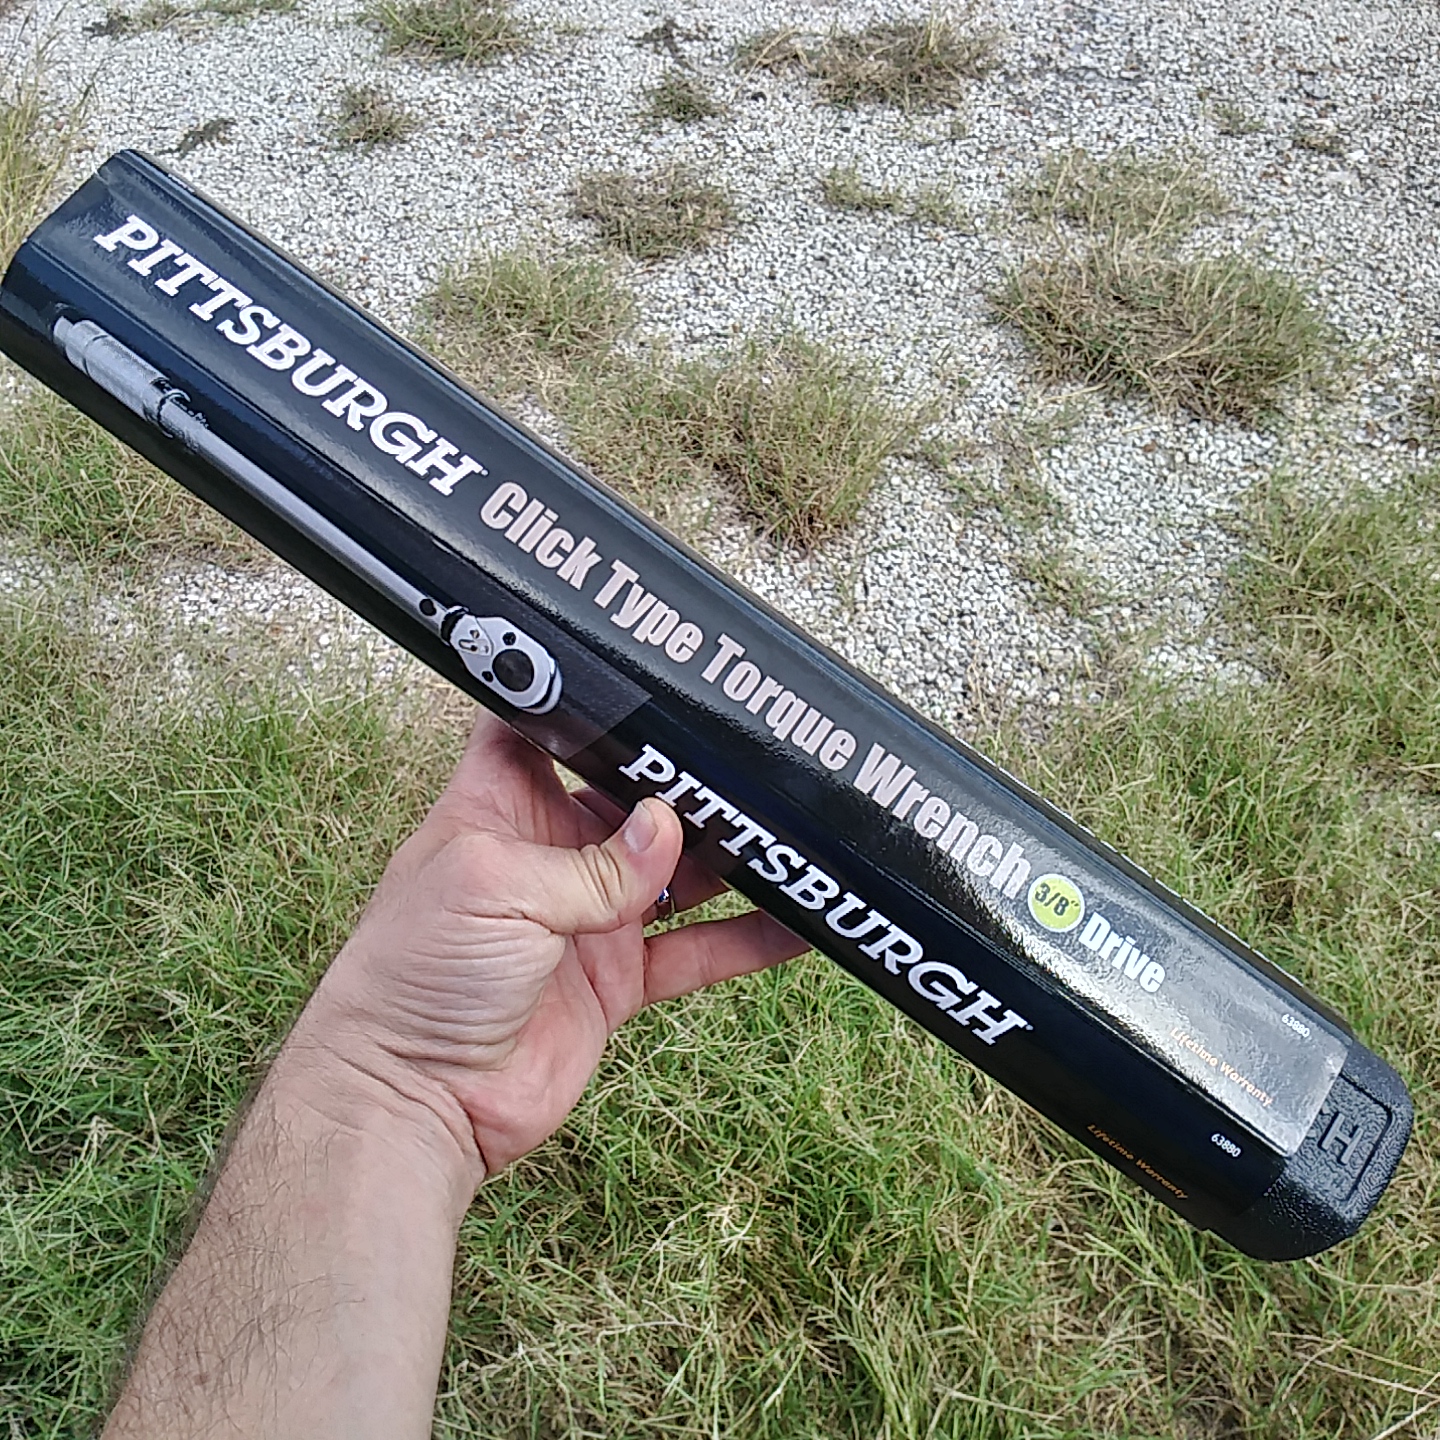 PITTSBURGH
Click Type Torque Wrench 3/8" Drive
63880
Lifetime Warranty
PITTSBURGH
63880
Lifetime Warranty
H